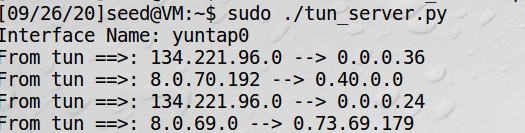 [09/26/20]seed@VM:~$ sudo ./tun_server.py
Interface Name: yuntap0
From tun ==>: 134.221.96.0 --> 0.0.0.36
From tun ==>: 8.0.70.192 --> 0.40.0.0
From tun ==>: 134.221.96.0 --> 0.0.0.24
From tun ==>: 8.0.69.0 --> 0.73.69.179